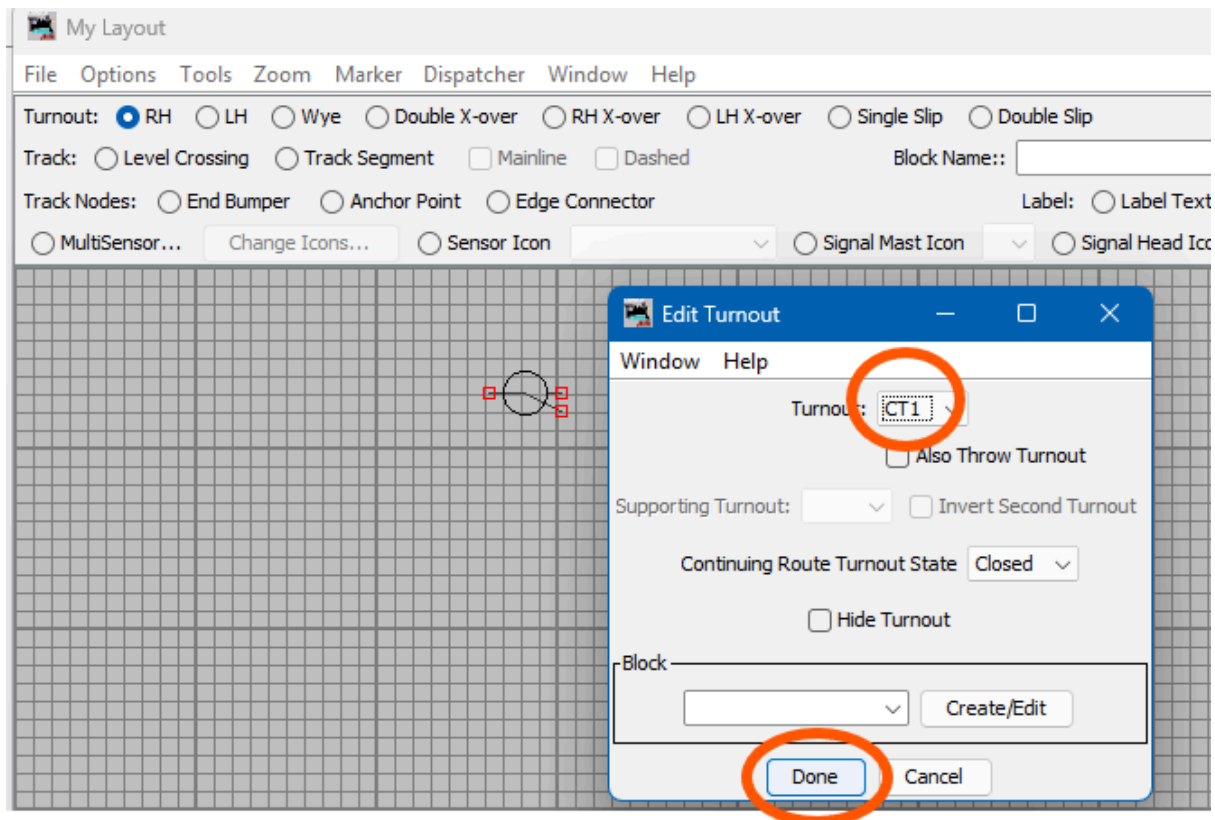 My Layout
File Options Tools Zoom Marker Dispatcher Window Help
Turnout: RH LH Wye Double X-over RH X-over LH X-over Single Slip Double Slip
Track: Level Crossing Track Segment Mainline Dashed Block Name::
Track Nodes: End Bumper Anchor Point Edge Connector Label: Label Text
MultiSensor... Change Icons... Sensor Icon Signal Mast Icon Signal Head Ico
Edit Turnout
Window Help
Turnout: CT1
Also Throw Turnout
Supporting Turnout: Invert Second Turnout
Continuing Route Turnout State Closed
Hide Turnout
Block
Create/Edit
Done Cancel